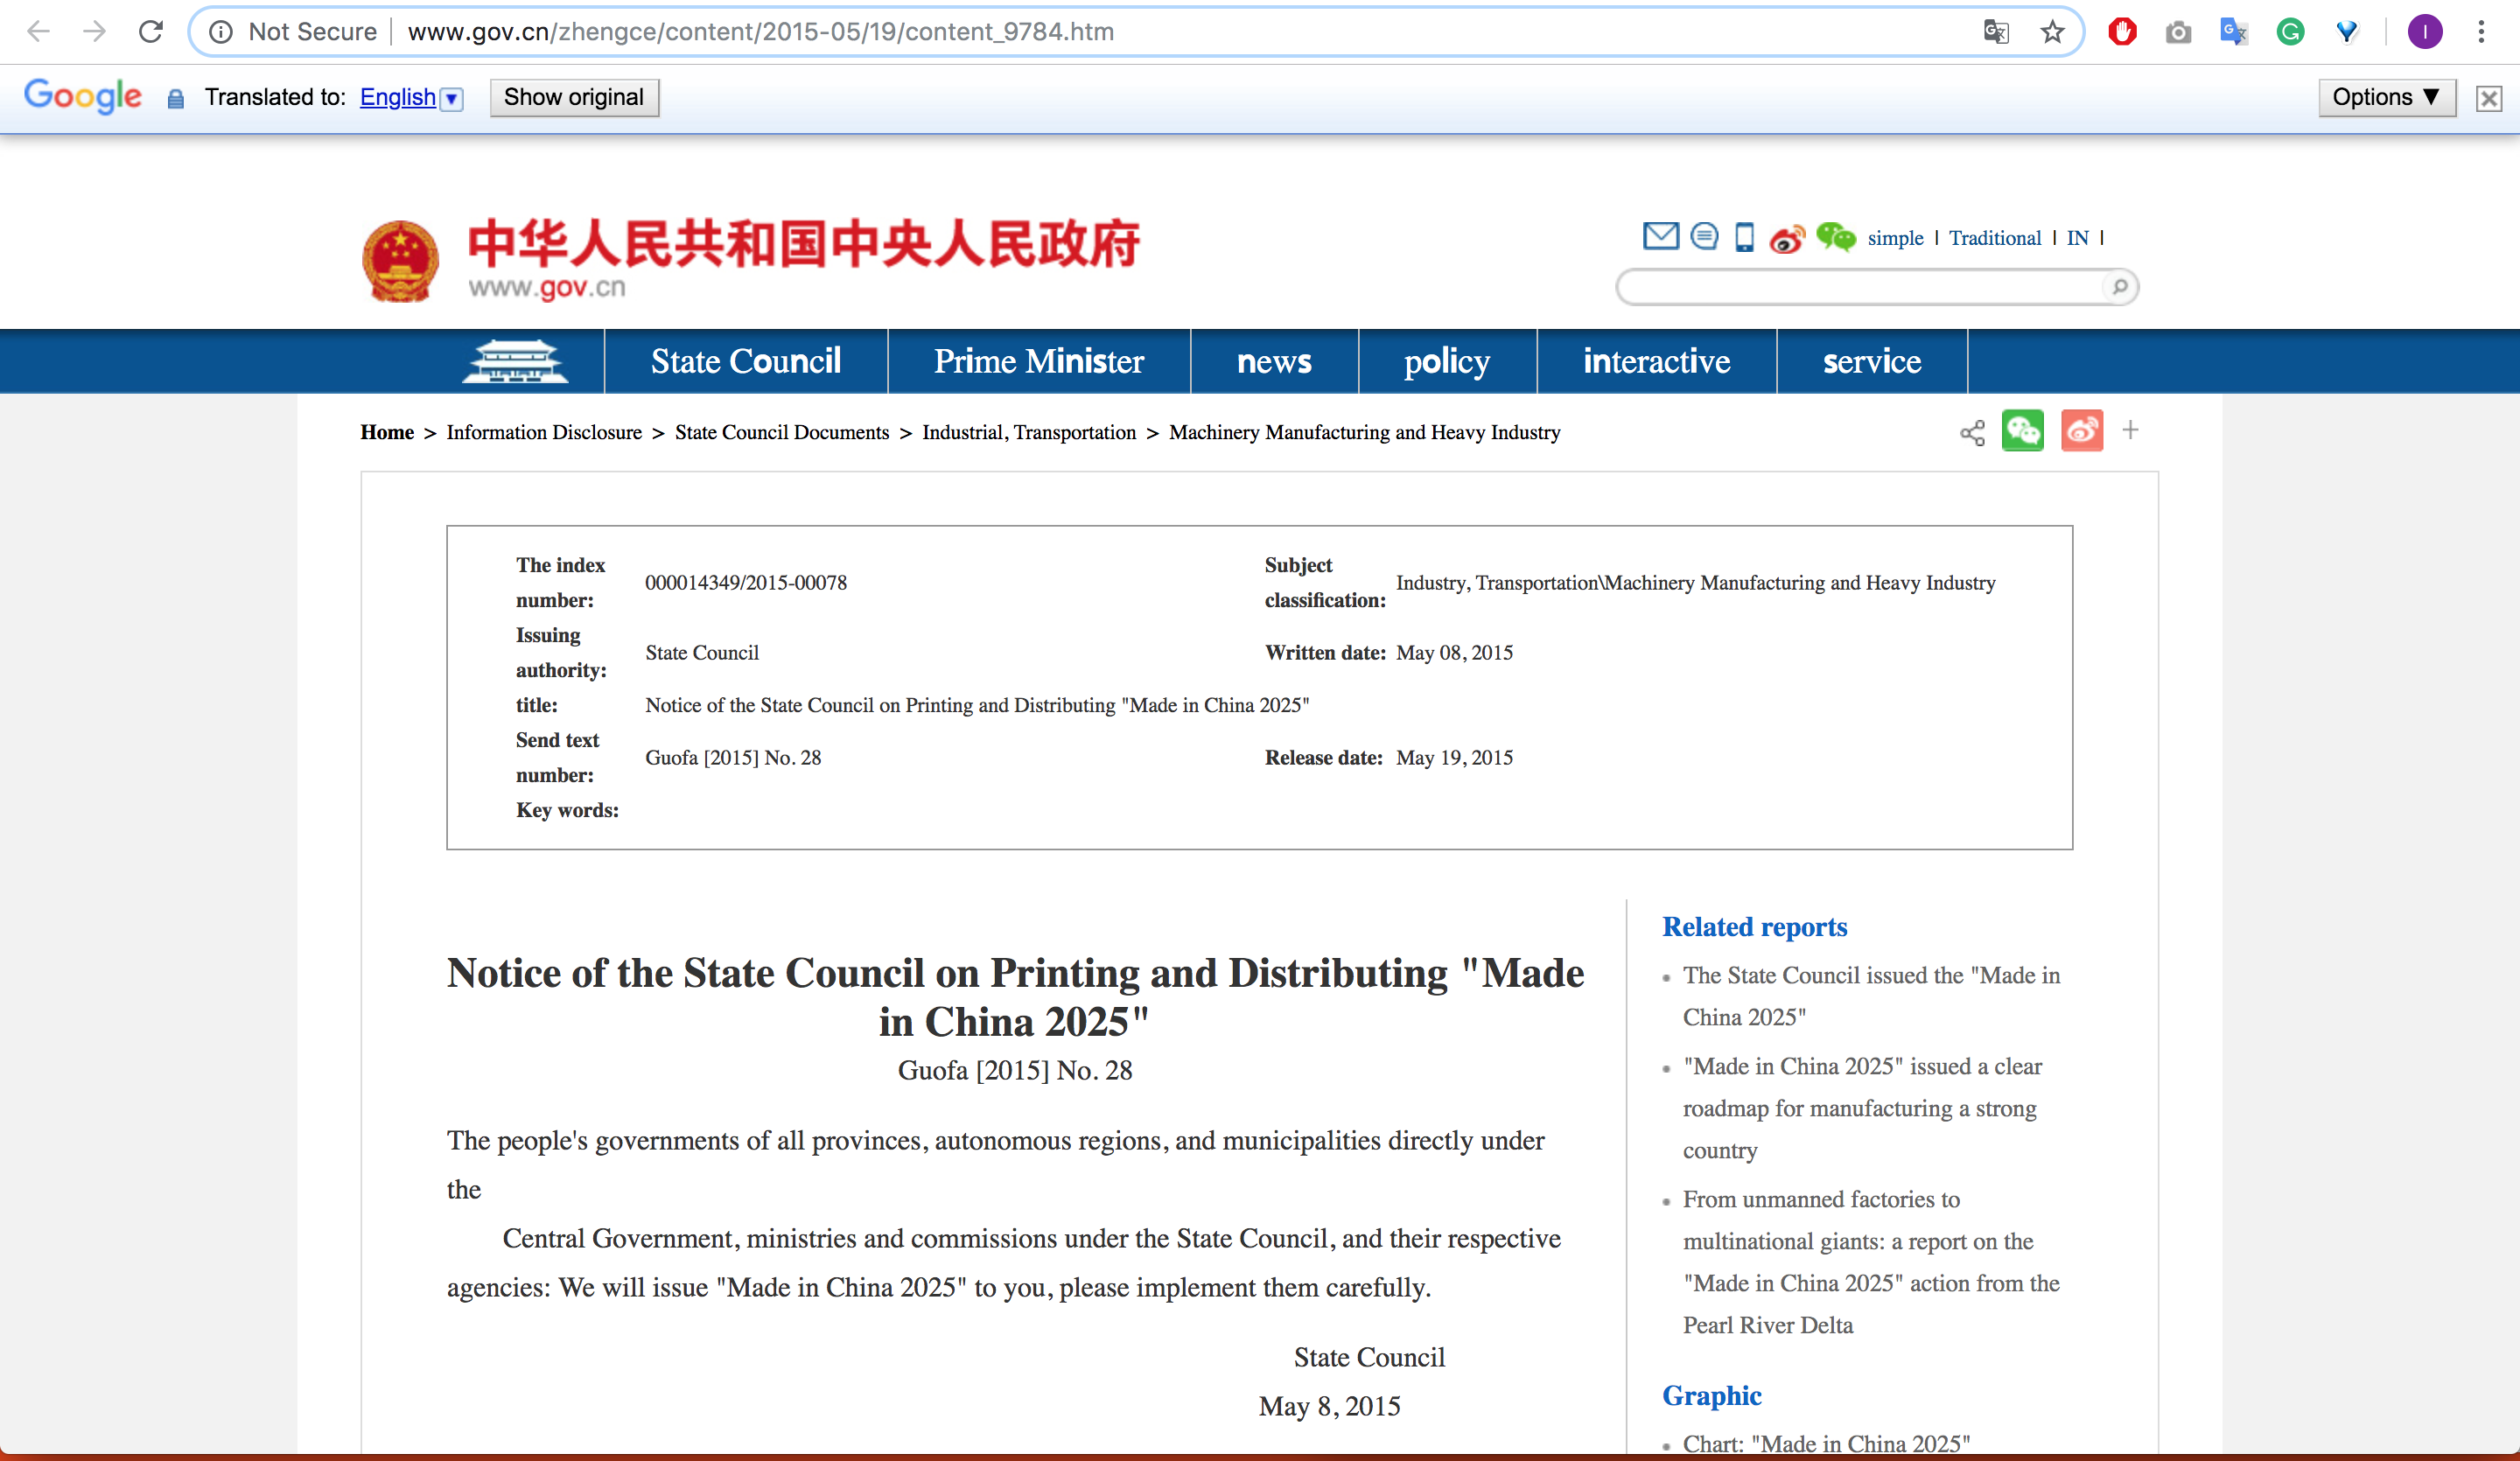 Not Secure
www.gov.cn/zhengce/content/2015-05/19/content_9784.htm
I
Google
Translated to: English
Show original
Options ▼
中华人民共和国中央人民政府
www.gov.cn
simple | Traditional | IN |
State Council
Prime Minister
news
policy
interactive
service
Home > Information Disclosure > State Council Documents > Industrial, Transportation > Machinery Manufacturing and Heavy Industry
The index number: 000014349/2015-00078
Subject classification: Industry, Transportation\Machinery Manufacturing and Heavy Industry
Issuing authority: State Council
Written date: May 08, 2015
title: Notice of the State Council on Printing and Distributing "Made in China 2025"
Send text number: Guofa [2015] No. 28
Release date: May 19, 2015
Key words:
Notice of the State Council on Printing and Distributing "Made
in China 2025"
Guofa [2015] No. 28
The people's governments of all provinces, autonomous regions, and municipalities directly under
the
Central Government, ministries and commissions under the State Council, and their respective
agencies: We will issue "Made in China 2025" to you, please implement them carefully.
State Council
May 8, 2015
Related reports
The State Council issued the "Made in
China 2025"
"Made in China 2025" issued a clear
roadmap for manufacturing a strong
country
From unmanned factories to
multinational giants: a report on the
"Made in China 2025" action from the
Pearl River Delta
Graphic
Chart: "Made in China 2025"